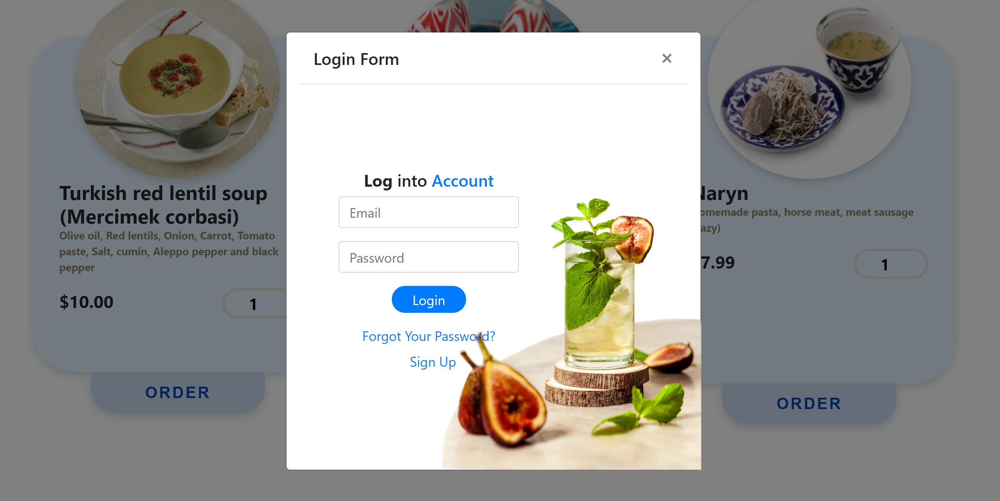 Login Form
×
Log into Account
Email
Password
Login
Forgot Your Password?
Sign Up
Turkish red lentil soup
(Mercimek corbasi)
Olive oil, Red lentils, Onion, Carrot, Tomato
paste, Salt, cumin, Aleppo pepper and black
pepper
$10.00
1
ORDER
Naryn
omemade pasta, horse meat, meat sausage
azy)
7.99
1
ORDER